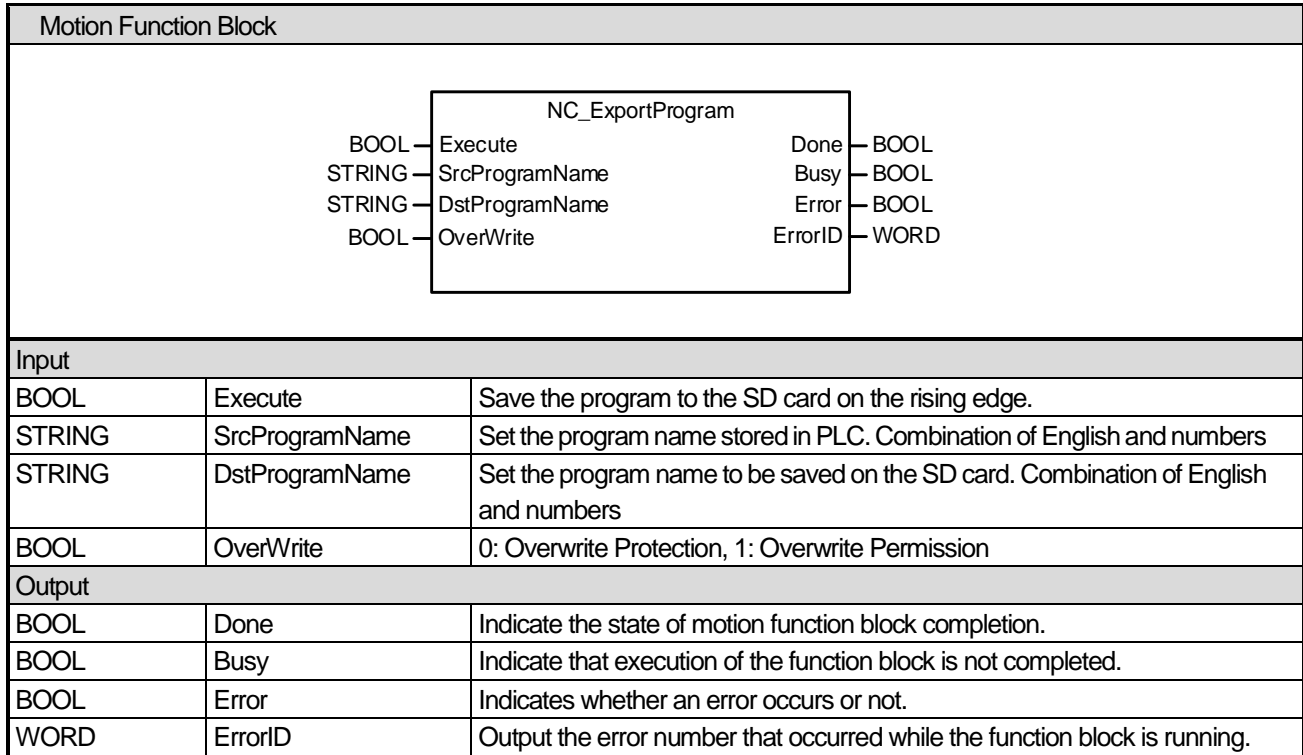 Motion Function Block
NC_ExportProgram
BOOL Execute Done BOOL
STRING SrcProgramName Busy BOOL
STRING DstProgramName Error BOOL
BOOL OverWrite ErrorID WORD
Input
BOOL Execute Save the program to the SD card on the rising edge.
STRING SrcProgramName Set the program name stored in PLC. Combination of English and numbers
STRING DstProgramName Set the program name to be saved on the SD card. Combination of English
and numbers
BOOL OverWrite 0: Overwrite Protection, 1: Overwrite Permission
Output
BOOL Done Indicate the state of motion function block completion.
BOOL Busy Indicate that execution of the function block is not completed.
BOOL Error Indicates whether an error occurs or not.
WORD ErrorID Output the error number that occurred while the function block is running.